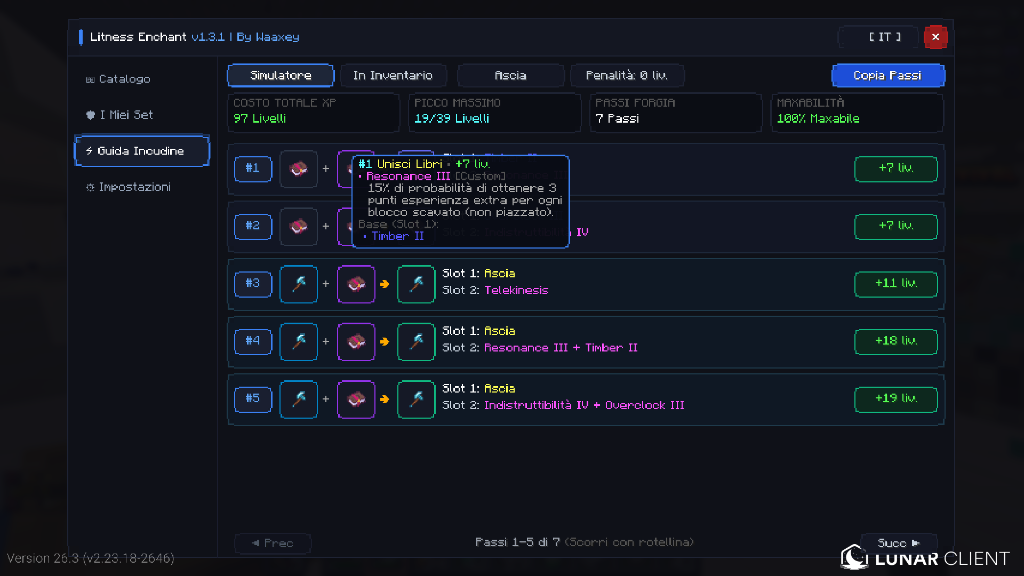 Litness Enchant v1.3.1 | By Waaxey
[ IT ]
×
Catalogo
I Miei Set
Guida Incudine
Impostazioni
Simulatore
In Inventario
Ascia
Penalità: 0 liv.
Copia Passi
COSTO TOTALE XP
97 Livelli
PICCO MASSIMO
19/39 Livelli
PASSI FORGIA
7 Passi
MAXABILITÀ
100% Maxabile
#1
+
+7 liv.
#1 Unisci Libri - +7 liv.
• Resonance III [Custom]
15% di probabilità di ottenere 3
punti esperienza extra per ogni
blocco scavato (non piazzato).
Base (Slot 1):
• Timber II
#2
+
IV
+7 liv.
#3
+
Slot 1: Ascia
Slot 2: Telekinesis
+11 liv.
#4
+
Slot 1: Ascia
Slot 2: Resonance III + Timber II
+18 liv.
#5
+
Slot 1: Ascia
Slot 2: Indistruttibilità IV + Overclock III
+19 liv.
◄ Prec
Passi 1-5 di 7 (Scorri con rotellina)
Succ ►
Version 26.3 (v2.23.18-2646)
LUNAR CLIENT